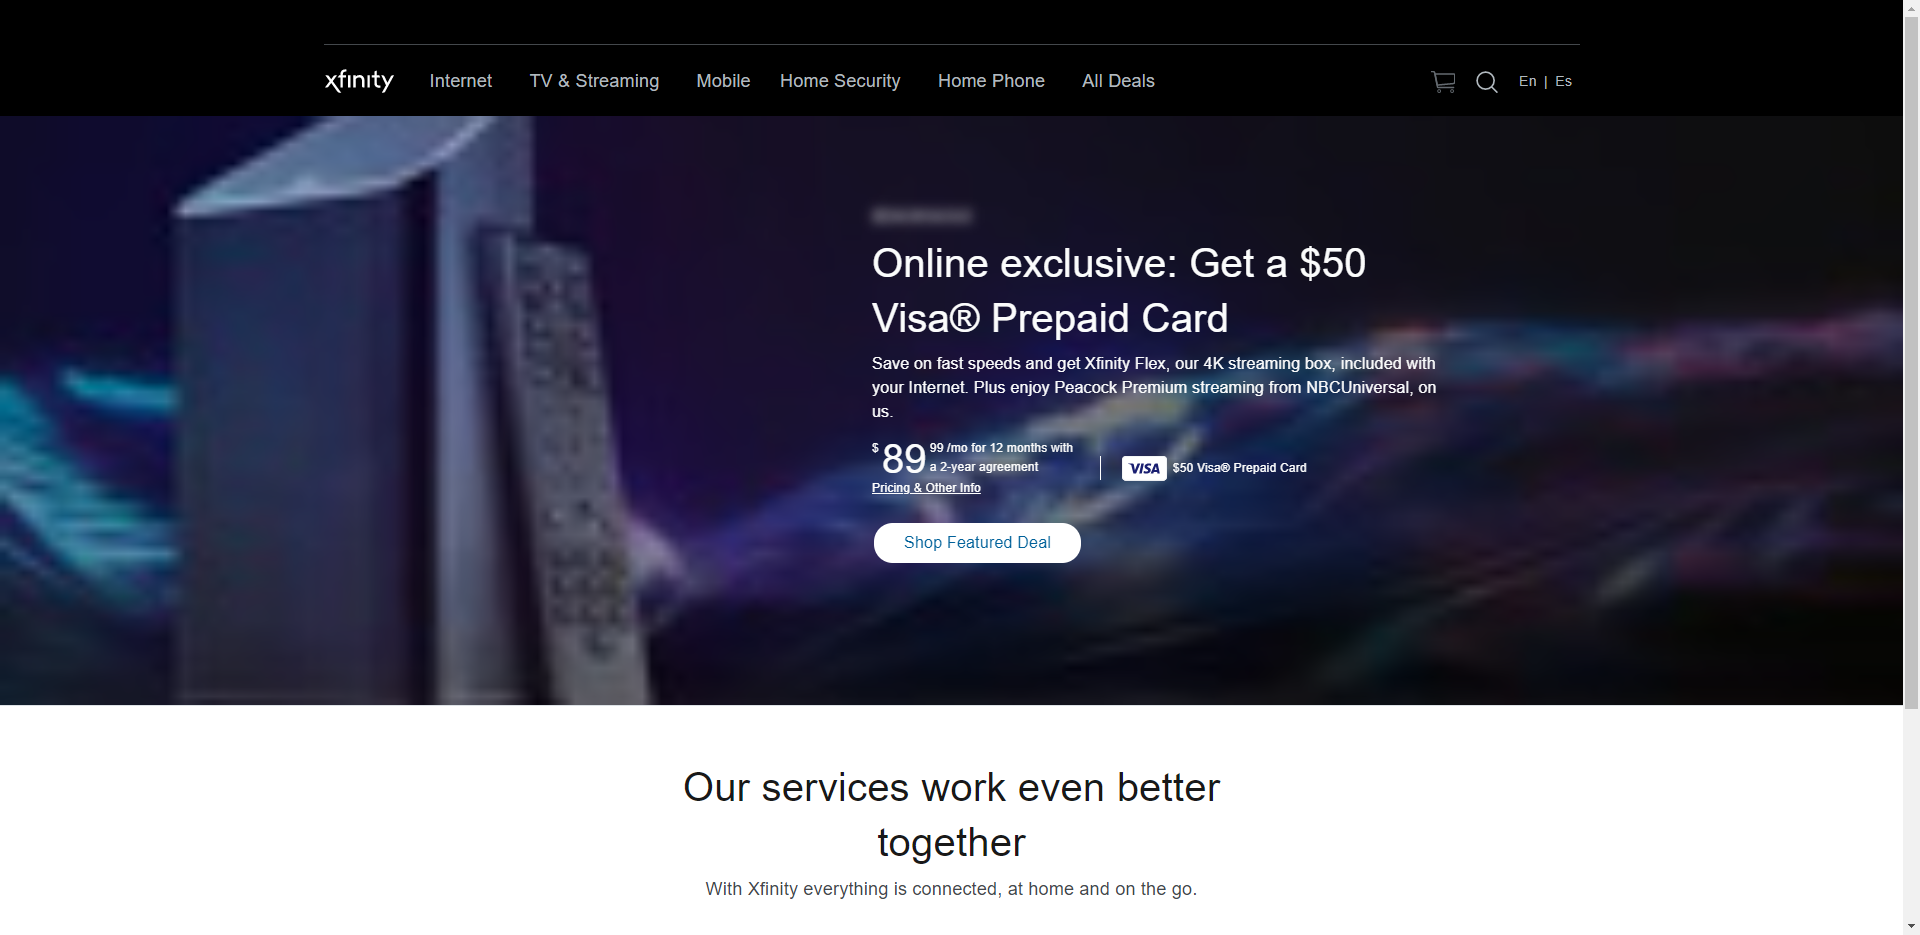 xfinity Internet TV & Streaming Mobile Home Security Home Phone All Deals En | Es
Online exclusive: Get a $50
Visa® Prepaid Card
Save on fast speeds and get Xfinity Flex, our 4K streaming box, included with
your Internet. Plus enjoy Peacock Premium streaming from NBCUniversal, on
us.
$ 89 99 /mo for 12 months with
a 2-year agreement
VISA $50 Visa® Prepaid Card
Pricing & Other Info
Shop Featured Deal
Our services work even better
together
With Xfinity everything is connected, at home and on the go.